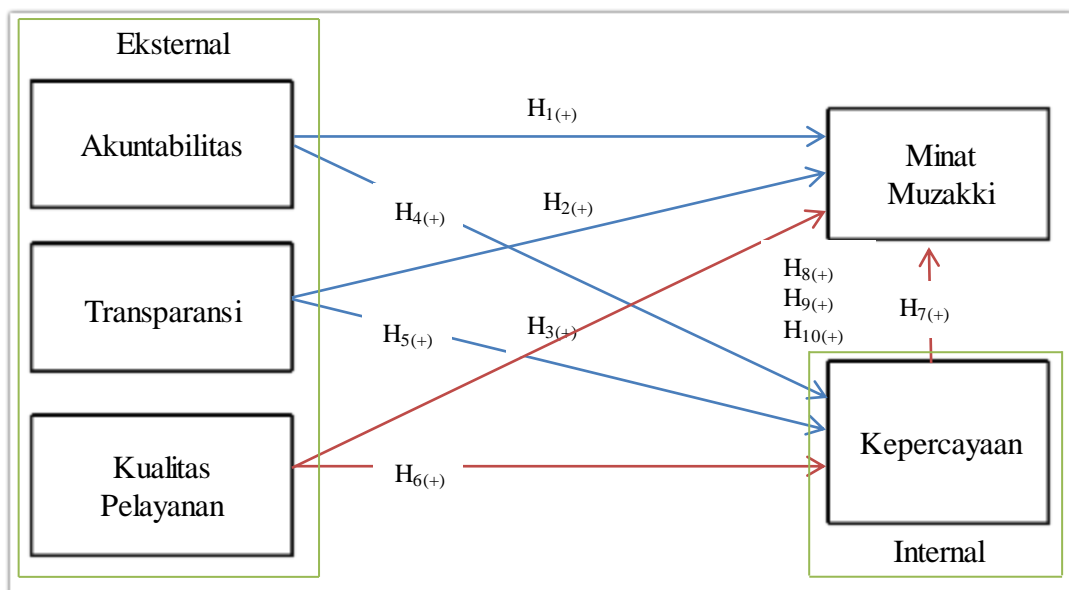 Eksternal
Akuntabilitas
Transparansi
Kualitas
Pelayanan
H1(+)
H4(+)
H2(+)
H5(+)
H3(+)
H6(+)
Minat
Muzakki
H8(+)
H9(+)
H10(+)
H7(+)
Kepercayaan
Internal